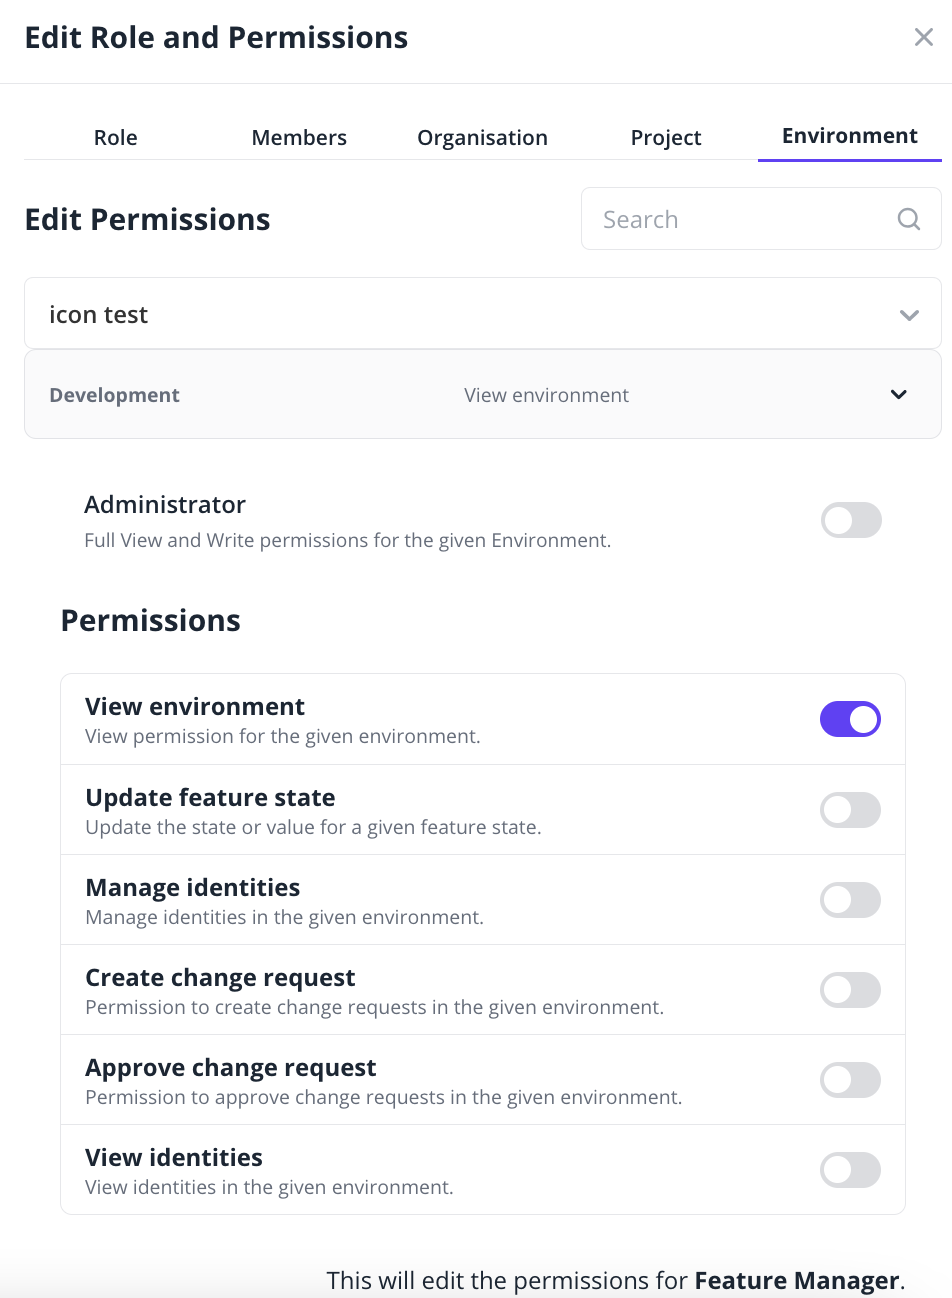 Edit Role and Permissions
Role Members Organisation Project Environment
Edit Permissions
Search
icon test
Development View environment
Administrator
Full View and Write permissions for the given Environment.
Permissions
View environment
View permission for the given environment.
Update feature state
Update the state or value for a given feature state.
Manage identities
Manage identities in the given environment.
Create change request
Permission to create change requests in the given environment.
Approve change request
Permission to approve change requests in the given environment.
View identities
View identities in the given environment.
This will edit the permissions for Feature Manager.